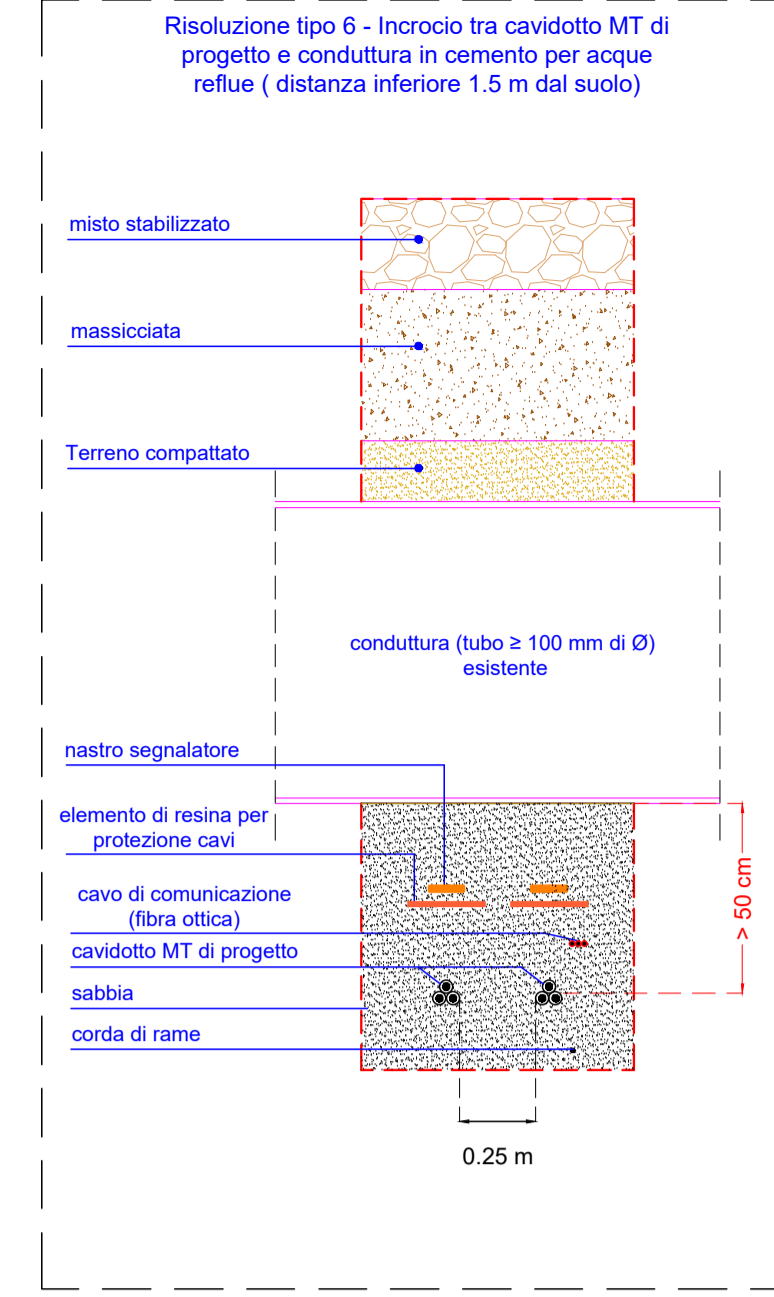 Risoluzione tipo 6 - Incrocio tra cavidotto MT di
progetto e conduttura in cemento per acque
reflue ( distanza inferiore 1.5 m dal suolo)
misto stabilizzato
massicciata
Terreno compattato
conduttura (tubo ≥ 100 mm di Ø)
esistente
nastro segnalatore
elemento di resina per
protezione cavi
cavo di comunicazione
(fibra ottica)
cavidotto MT di progetto
sabbia
corda di rame
> 50 cm
0.25 m